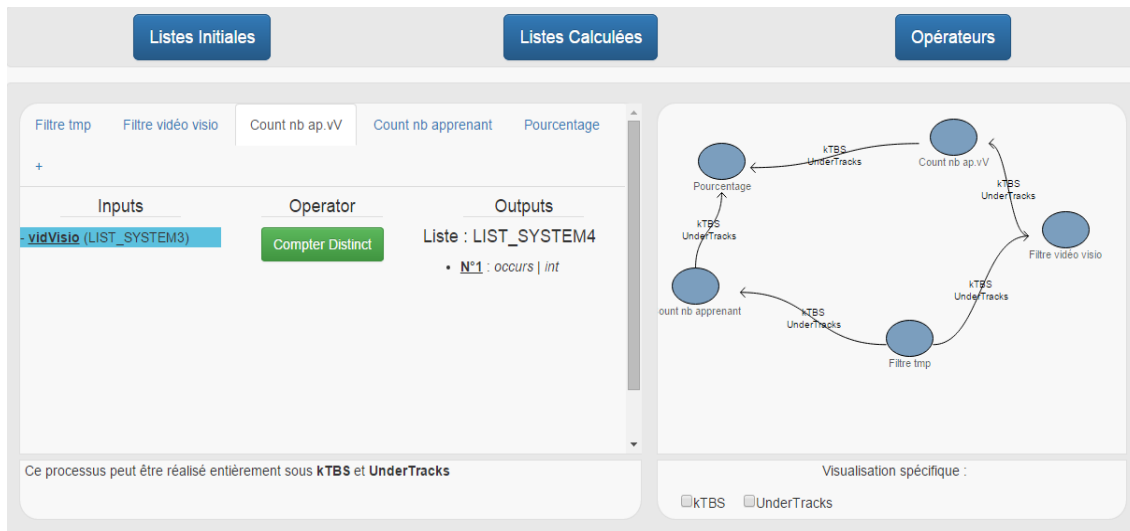 Listes Initiales
Listes Calculées
Opérateurs
Filtre tmp
Filtre vidéo visio
Count nb ap.vV
Count nb apprenant
Pourcentage
+
Inputs
Operator
Outputs
- vidVisio (LIST_SYSTEM3)
Compter Distinct
Liste : LIST_SYSTEM4
• N°1 : occurs | int
Ce processus peut être réalisé entièrement sous kTBS et UnderTracks
Count nb ap.vV
kTBS
UnderTracks
Pourcentage
kTBS
UnderTracks
kTBS
UnderTracks
Filtre vidéo visio
kTBS
UnderTracks
ount nb apprenant
kTBS
UnderTracks
Filtre tmp
Visualisation spécifique :
kTBS
UnderTracks